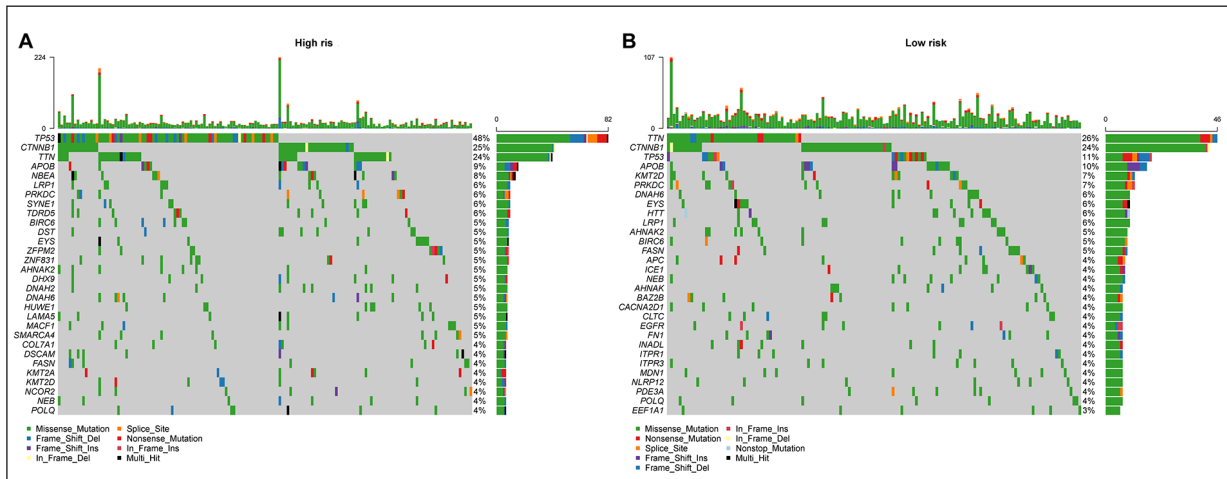 A
High ris
224
0
0 82
TP53 48%
CTNNB1 25%
TTN 24%
APOB 9%
NBEA 8%
LRP1 6%
PRKDC 6%
SYNE1 6%
TDRD5 6%
BIRC6 5%
DST 5%
EYS 5%
ZFPM2 5%
ZNF831 5%
AHNAK2 5%
DHX9 5%
DNAH2 5%
DNAH6 5%
HUWE1 5%
LAMA5 5%
MACF1 5%
SMARCA4 5%
COL7A1 5%
DSCAM 4%
FASN 4%
KMT2A 4%
KMT2D 4%
NCOR2 4%
NEB 4%
POLQ 4%
Missense_Mutation
Frame_Shift_Del
Frame_Shift_Ins
In_Frame_Del
Splice_Site
Nonsense_Mutation
In_Frame_Ins
Multi_Hit
B
Low risk
107
0
0 46
TTN 26%
CTNNB1 24%
TP53 11%
APOB 10%
KMT2D 7%
PRKDC 7%
DNAH6 6%
EYS 6%
HTT 6%
LRP1 6%
AHNAK2 5%
BIRC6 5%
FASN 5%
APC 4%
ICE1 4%
NEB 4%
AHNAK 4%
BAZ2B 4%
CACNA2D1 4%
CLTC 4%
EGFR 4%
FN1 4%
INADL 4%
ITPR1 4%
ITPR3 4%
MDN1 4%
NLRP12 4%
PDE3A 4%
POLQ 4%
EEF1A1 3%
Missense_Mutation
Nonsense_Mutation
Splice_Site
Frame_Shift_Ins
Frame_Shift_Del
In_Frame_Ins
In_Frame_Del
Nonstop_Mutation
Multi_Hit